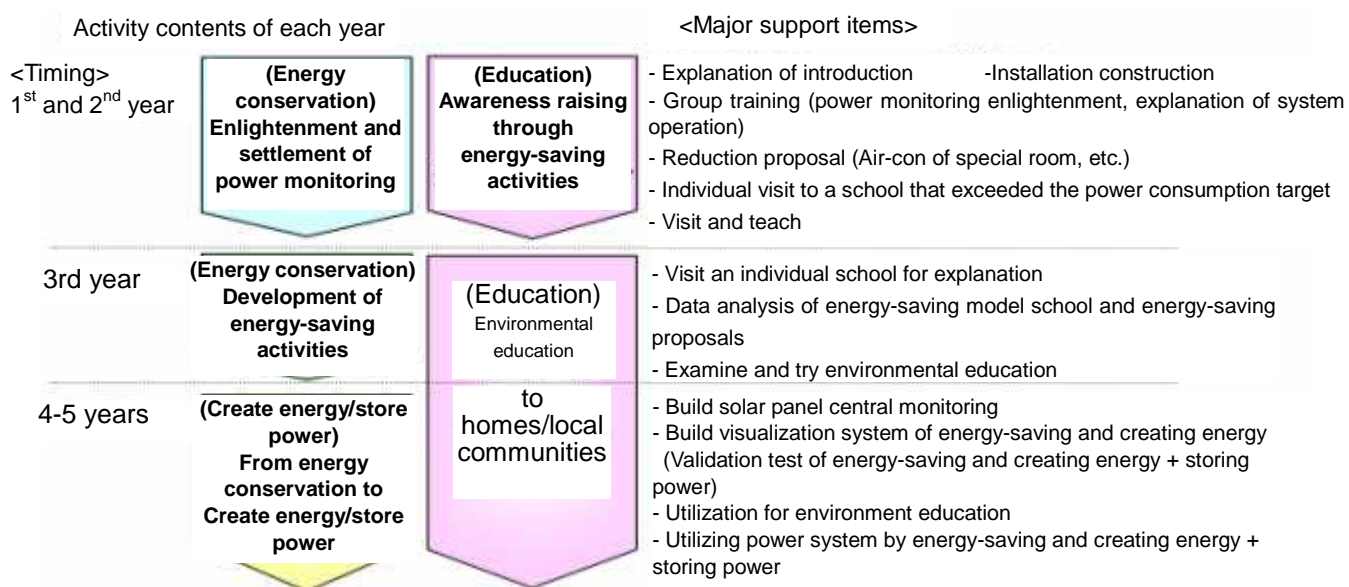 Activity contents of each year
<Major support items>
<Timing>
1st and 2nd year
(Energy
conservation)
Enlightenment and
settlement of
power monitoring
(Education)
Awareness raising
through
energy-saving
activities
- Explanation of introduction -Installation construction
- Group training (power monitoring enlightenment, explanation of system
operation)
- Reduction proposal (Air-con of special room, etc.)
- Individual visit to a school that exceeded the power consumption target
- Visit and teach
3rd year
(Energy conservation)
Development of
energy-saving
activities
(Education)
Environmental
education
to
homes/local
communities
- Visit an individual school for explanation
- Data analysis of energy-saving model school and energy-saving
proposals
- Examine and try environmental education
4-5 years
(Create energy/store
power)
From energy
conservation to
Create energy/store
power
- Build solar panel central monitoring
- Build visualization system of energy-saving and creating energy
(Validation test of energy-saving and creating energy + storing
power)
- Utilization for environment education
- Utilizing power system by energy-saving and creating energy +
storing power